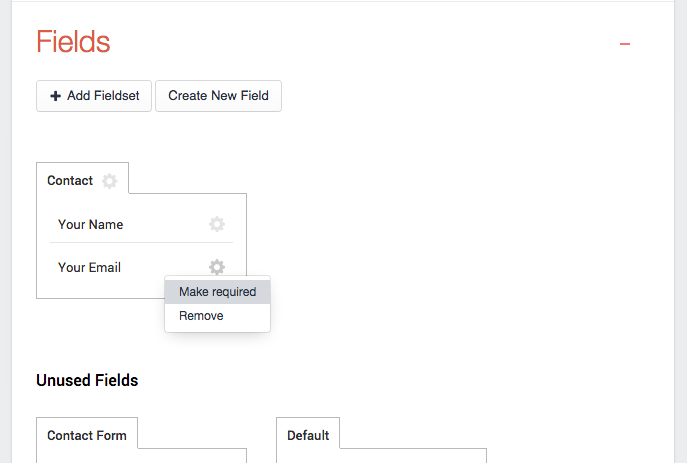 Fields
Add Fieldset
Create New Field
Contact
Your Name
Your Email
Make required
Remove
Unused Fields
Contact Form
Default